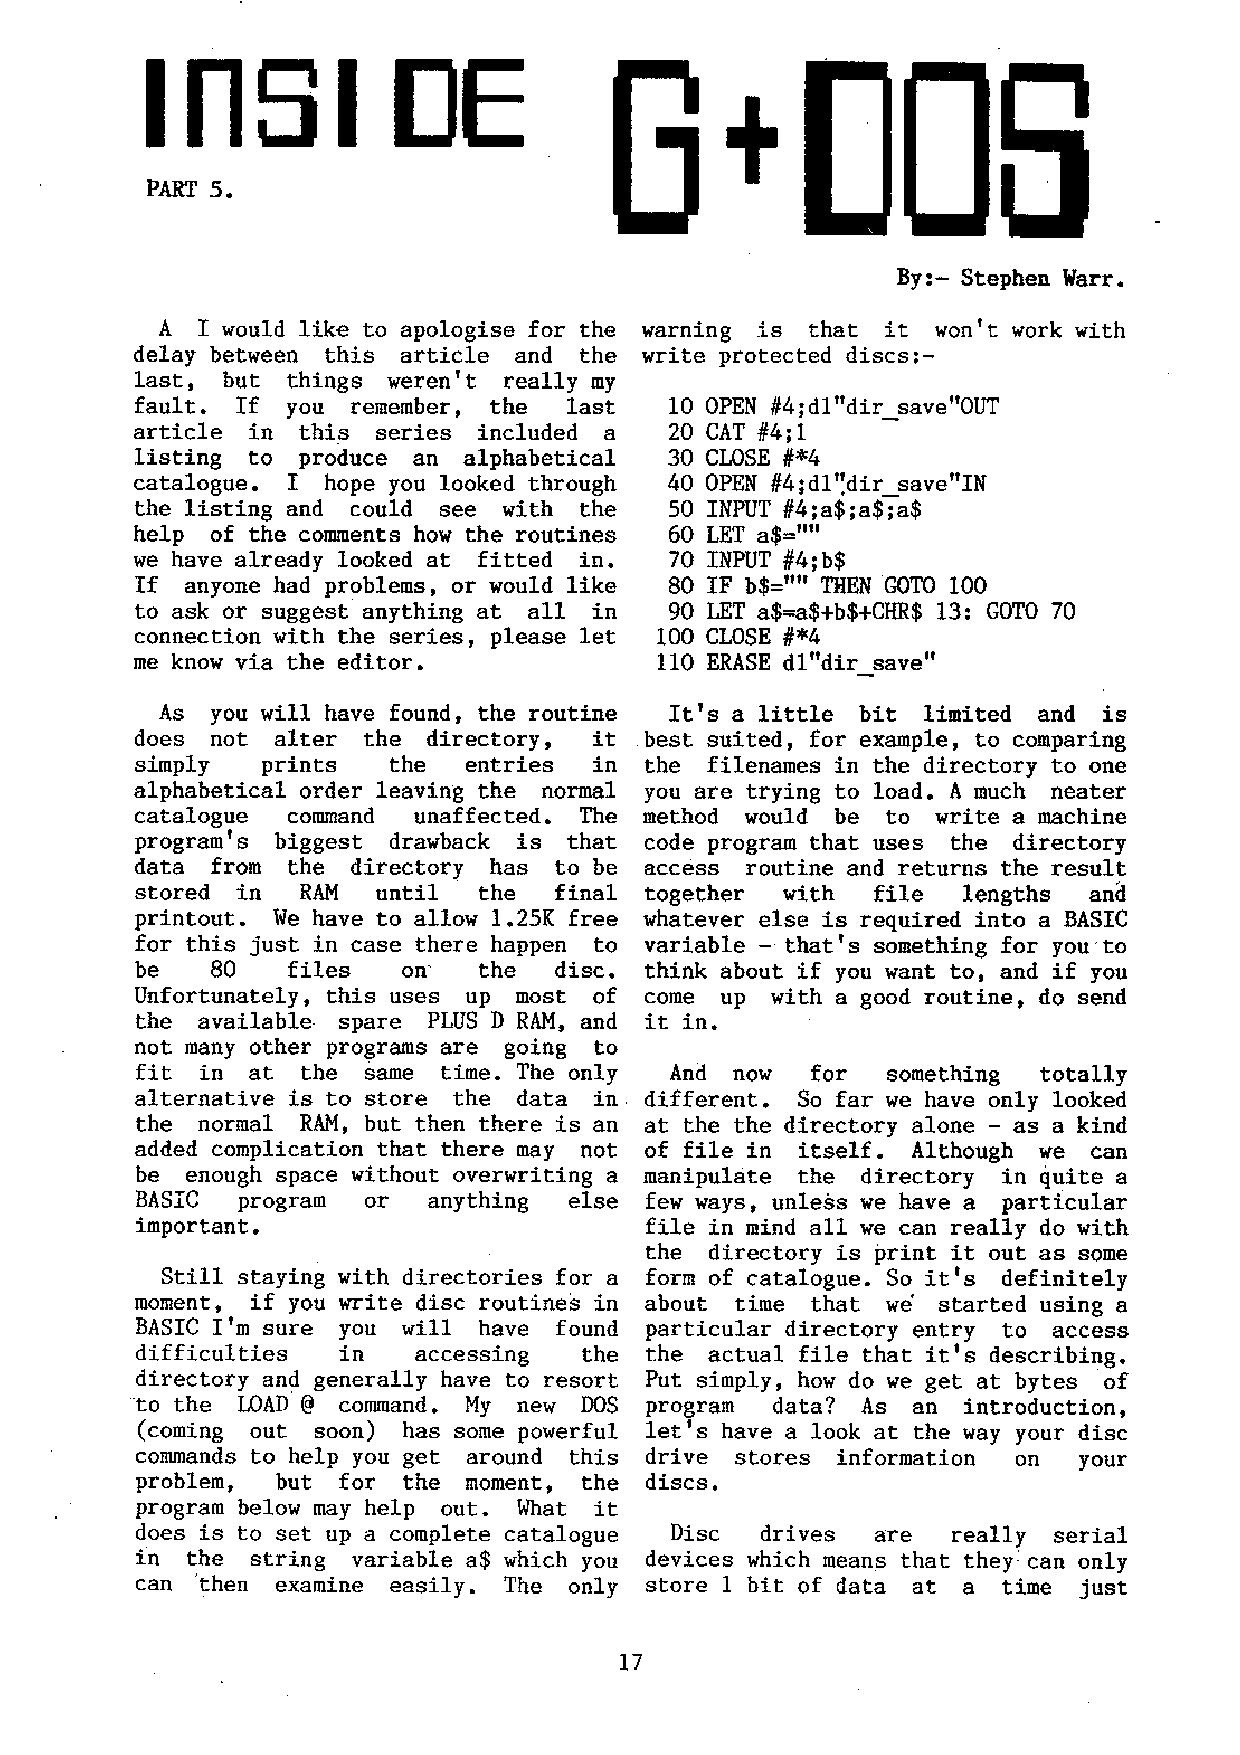 INSIDE G+DOS
PART 5.
By:- Stephen Warr.
A I would like to apologise for the
delay between this article and the
last, but things weren't really my
fault. If you remember, the last
article in this series included a
listing to produce an alphabetical
catalogue. I hope you looked through
the listing and could see with the
help of the comments how the routines
we have already looked at fitted in.
If anyone had problems, or would like
to ask or suggest anything at all in
connection with the series, please let
me know via the editor.
As you will have found, the routine
does not alter the directory, it
simply prints the entries in
alphabetical order leaving the normal
catalogue command unaffected. The
program's biggest drawback is that
data from the directory has to be
stored in RAM until the final
printout. We have to allow 1.25K free
for this just in case there happen to
be 80 files on the disc.
Unfortunately, this uses up most of
the available spare PLUS D RAM, and
not many other programs are going to
fit in at the same time. The only
alternative is to store the data in
the normal RAM, but then there is an
added complication that there may not
be enough space without overwriting a
BASIC program or anything else
important.
Still staying with directories for a
moment, if you write disc routines in
BASIC I'm sure you will have found
difficulties in accessing the
directory and generally have to resort
to the LOAD @ command. My new DOS
(coming out soon) has some powerful
commands to help you get around this
problem, but for the moment, the
program below may help out. What it
does is to set up a complete catalogue
in the string variable a$ which you
can then examine easily. The only
warning is that it won't work with
write protected discs:-
10 OPEN #4;d1"dir_save"OUT
20 CAT #4;1
30 CLOSE #*4
40 OPEN #4;d1"dir_save"IN
50 INPUT #4;a$;a$;a$
60 LET a$=""
70 INPUT #4;b$
80 IF b$="" THEN GOTO 100
90 LET a$=a$+b$+CHR$ 13: GOTO 70
100 CLOSE #*4
110 ERASE d1"dir_save"
It's a little bit limited and is
best suited, for example, to comparing
the filenames in the directory to one
you are trying to load. A much neater
method would be to write a machine
code program that uses the directory
access routine and returns the result
together with file lengths and
whatever else is required into a BASIC
variable - that's something for you to
think about if you want to, and if you
come up with a good routine, do send
it in.
And now for something totally
different. So far we have only looked
at the the directory alone - as a kind
of file in itself. Although we can
manipulate the directory in quite a
few ways, unless we have a particular
file in mind all we can really do with
the directory is print it out as some
form of catalogue. So it's definitely
about time that we started using a
particular directory entry to access
the actual file that it's describing.
Put simply, how do we get at bytes of
program data? As an introduction,
let's have a look at the way your disc
drive stores information on your
discs.
Disc drives are really serial
devices which means that they can only
store 1 bit of data at a time just
17